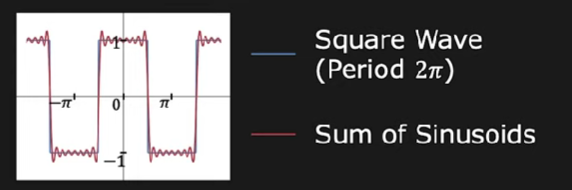 1
−π
0
π
−1
Square Wave
(Period 2π)
Sum of Sinusoids